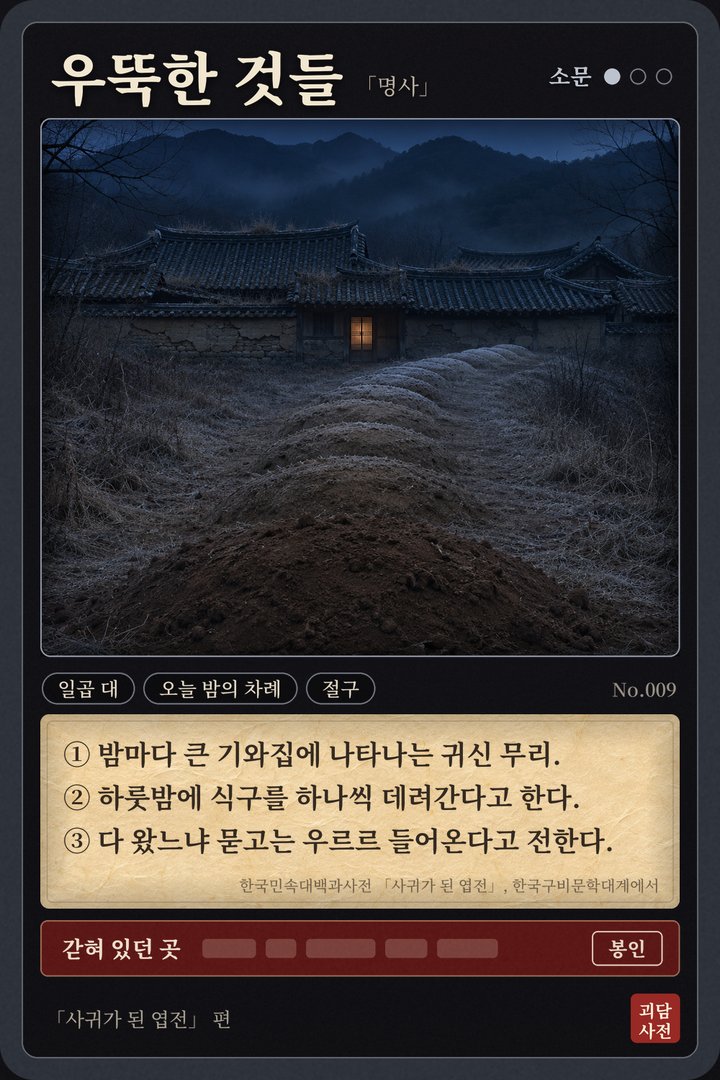 우뚝한 것들 「명사」 소문
일곱 대 오늘 밤의 차례 절구 No.009
① 밤마다 큰 기와집에 나타나는 귀신 무리.
② 하룻밤에 식구를 하나씩 데려간다고 한다.
③ 다 왔느냐 묻고는 우르르 들어온다고 전한다.
한국민속대백과사전 「사귀가 된 엽전」, 한국구비문학대계에서
갇혀 있던 곳 봉인
「사귀가 된 엽전」 편
괴담
사전